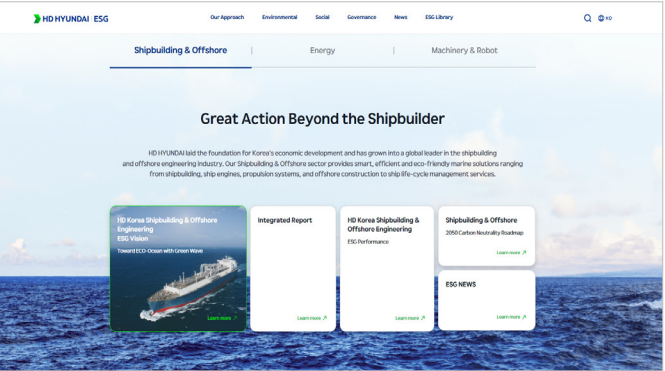 HD HYUNDAI ESG
Our Approach Environmental Social Governance News ESG Library
KO
Shipbuilding & Offshore | Energy | Machinery & Robot
Great Action Beyond the Shipbuilder
HD HYUNDAI laid the foundation for Korea's economic development and has grown into a global leader in the shipbuilding
and offshore engineering industry. Our Shipbuilding & Offshore sector provides smart, efficient and eco-friendly marine solutions ranging
from shipbuilding, ship engines, propulsion systems, and offshore construction to ship life-cycle management services.
HD Korea Shipbuilding & Offshore
Engineering
ESG Vision
Toward ECO-Ocean with Green Wave
Learn more
Integrated Report
Learn more
HD Korea Shipbuilding &
Offshore Engineering
ESG Performance
Learn more
Shipbuilding & Offshore
2050 Carbon Neutrality Roadmap
Learn more
ESG NEWS
Learn more